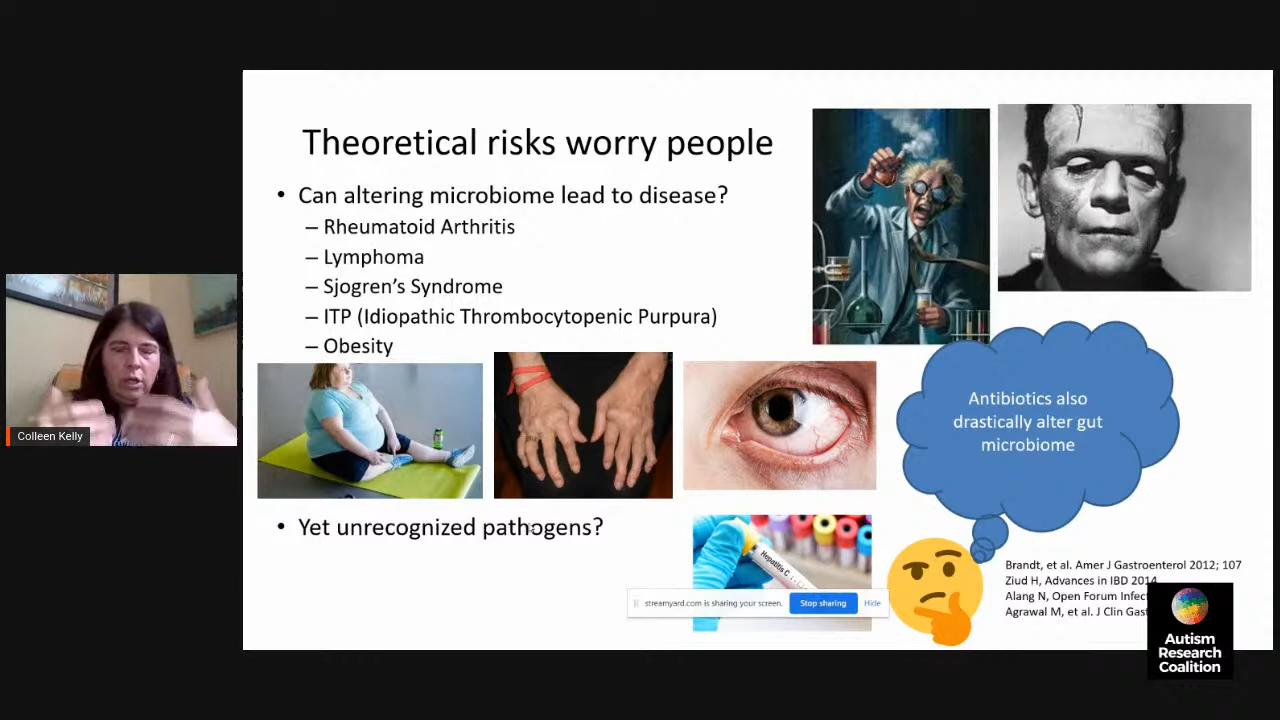 Theoretical risks worry people
• Can altering microbiome lead to disease?
– Rheumatoid Arthritis
– Lymphoma
– Sjogren's Syndrome
– ITP (Idiopathic Thrombocytopenic Purpura)
– Obesity
Antibiotics also
drastically alter gut
microbiome
Colleen Kelly
• Yet unrecognized pathogens?
Hepatitis C
streamyard.com is sharing your screen.
Stop sharing
Hide
Brandt, et al. Amer J Gastroenterol 2012; 107
Ziud H, Advances in IBD 2014
Alang N, Open Forum Infect
Agrawal M, et al. J Clin Gast
Autism
Research
Coalition